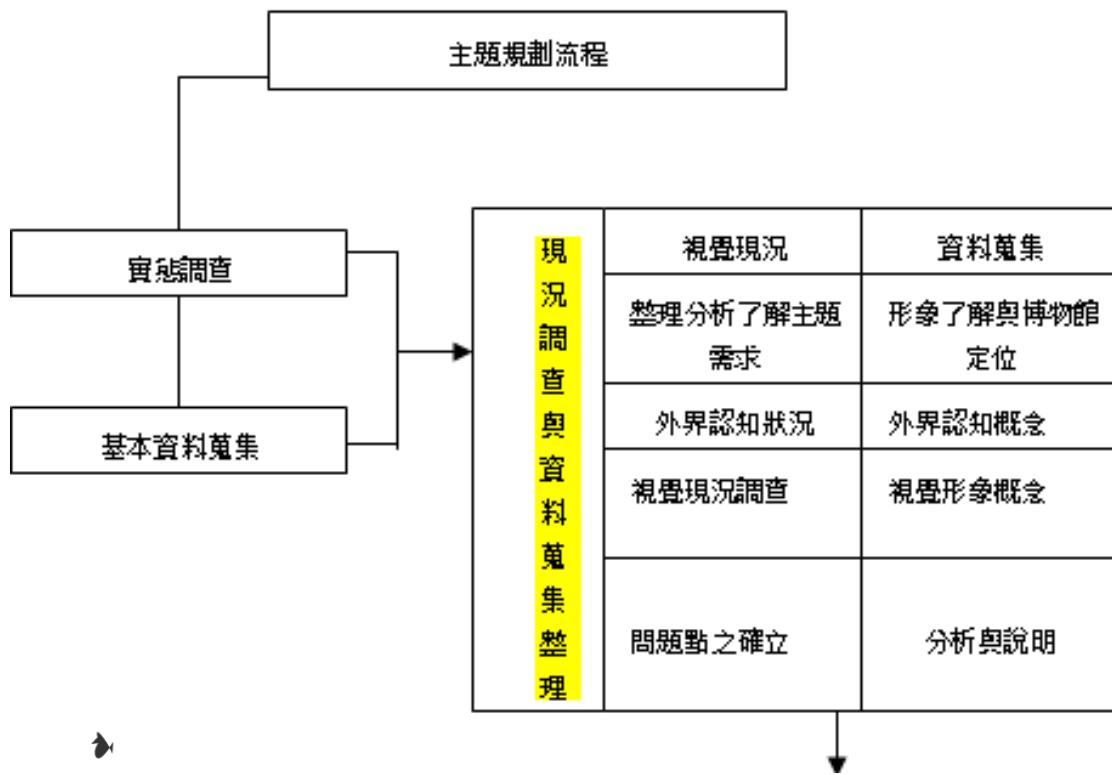 主題規劃流程
實態調查
基本資料蒐集
現況調查與資料蒐集整理
視覺現況
資料蒐集
整理分析了解主題
需求
形象了解與博物館
定位
外界認知狀況
外界認知概念
視覺現況調查
視覺形象概念
問題點之確立
分析與說明